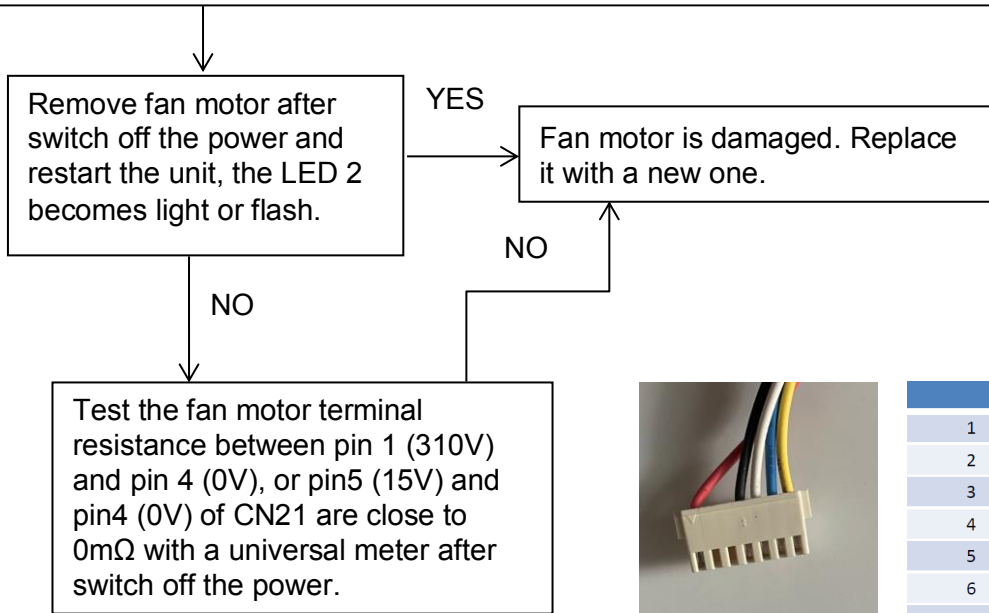 Remove fan motor after
switch off the power and
restart the unit, the LED 2
becomes light or flash.
YES
Fan motor is damaged. Replace
it with a new one.
NO
NO
Test the fan motor terminal
resistance between pin 1 (310V)
and pin 4 (0V), or pin5 (15V) and
pin4 (0V) of CN21 are close to
0mΩ with a universal meter after
switch off the power.
1
2
3
4
5
6